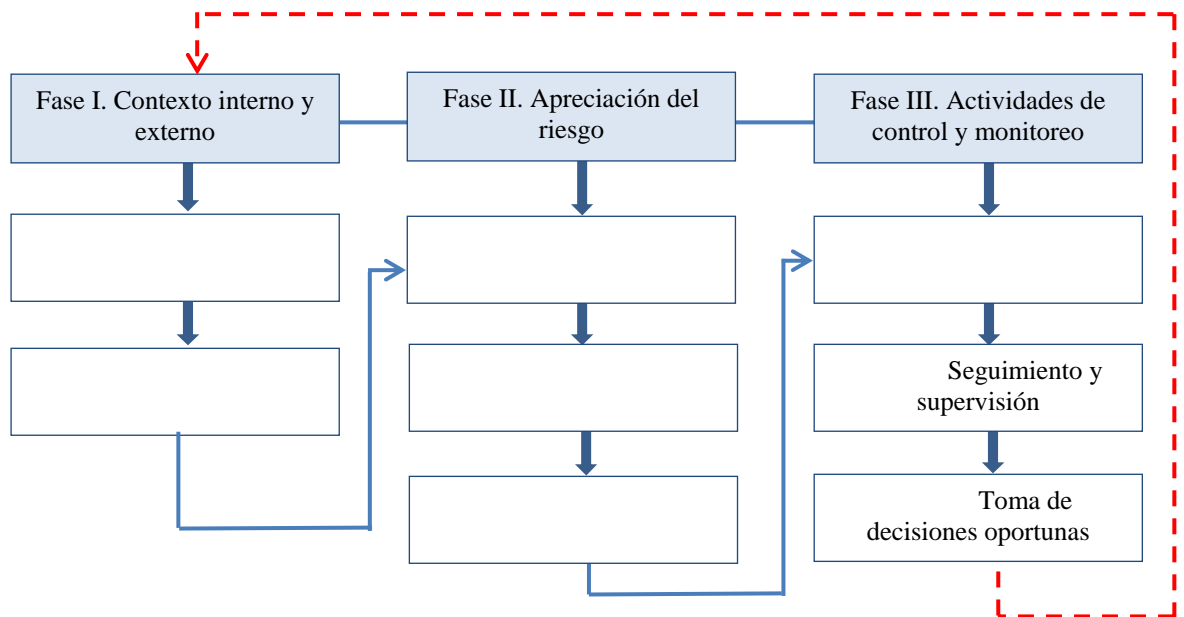 Fase I. Contexto interno y
externo
Fase II. Apreciación del
riesgo
Fase III. Actividades de
control y monitoreo
Seguimiento y
supervisión
Toma de
decisiones oportunas